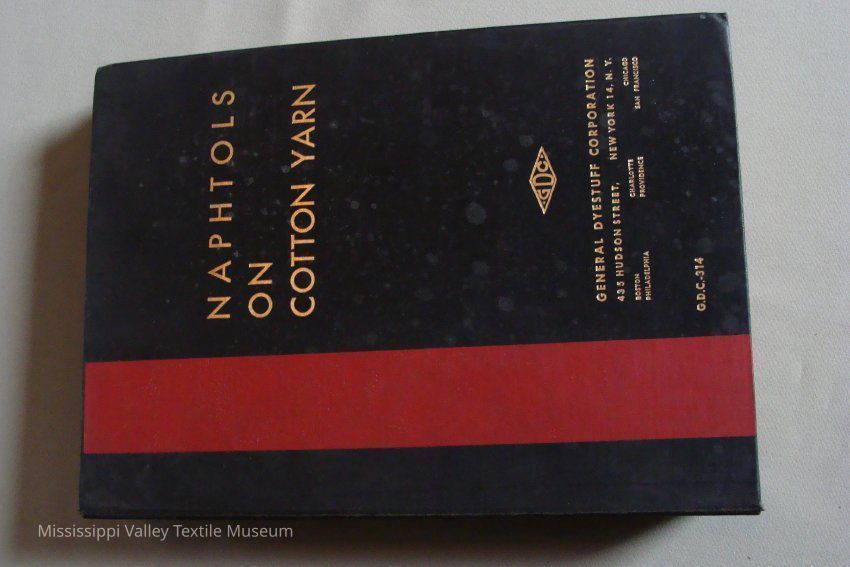 NAPHTOLS
ON
COTTON YARN
GDC
GENERAL DYESTUFF CORPORATION
435 HUDSON STREET, NEW YORK 14, N. Y.
BOSTON CHARLOTTE CHICAGO
PHILADELPHIA PROVIDENCE SAN FRANCISCO
G.D.C.-314
Mississippi Valley Textile Museum